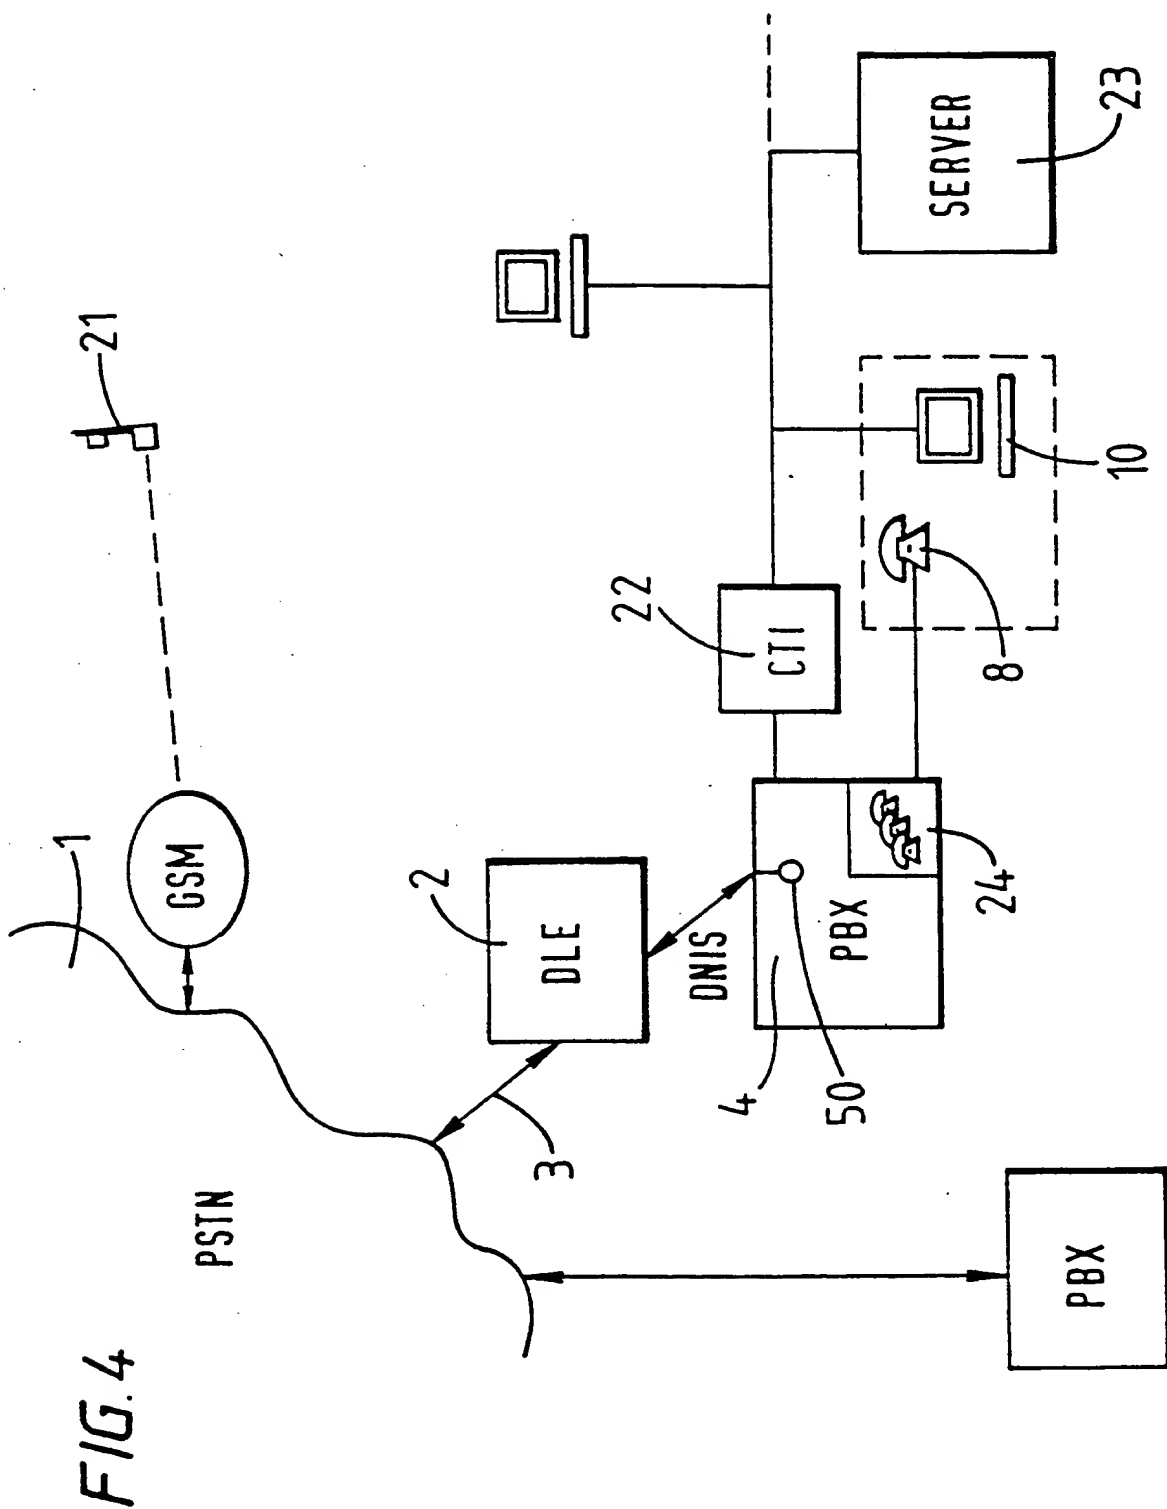 FIG. 4
PSTN
1
GSM
21
3
2
DLE
DNIS
4
50
PBX
24
22
CTI
8
10
SERVER
23
PBX